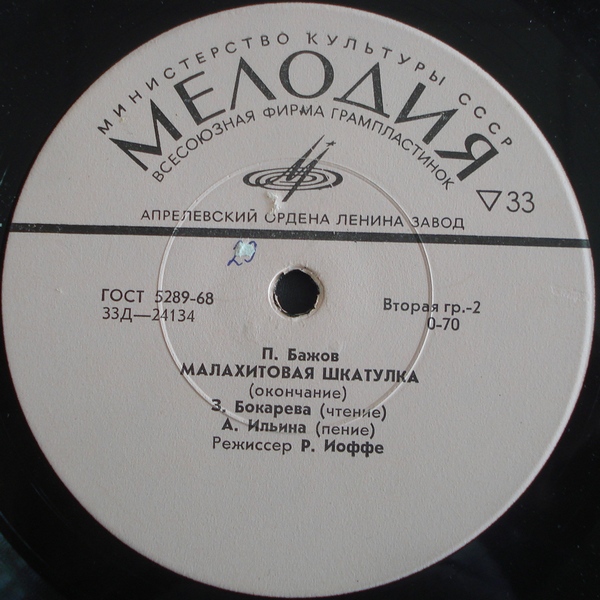 МИНИСТЕРСТВО КУЛЬТУРЫ СССР
МЕЛОДИЯ
ВСЕСОЮЗНАЯ ФИРМА ГРАМПЛАСТИНОК
▽33
АПРЕЛЕВСКИЙ ОРДЕНА ЛЕНИНА ЗАВОД
20
ГОСТ 5289-68
33Д—24134
Вторая гр.-2
0-70
П. Бажов
МАЛАХИТОВАЯ ШКАТУЛКА
(окончание)
З. Бокарева (чтение)
А. Ильина (пение)
Режиссер Р. Иоффе